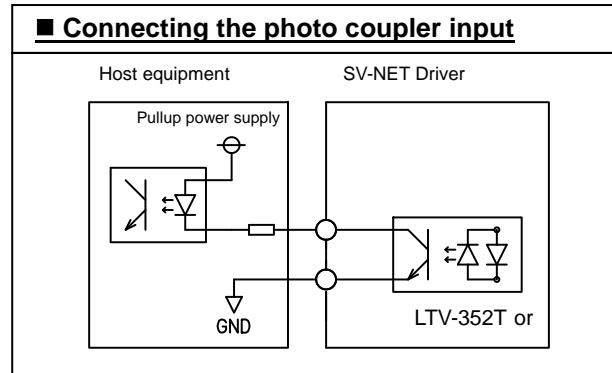 ■ Connecting the photo coupler input
Host equipment
SV-NET Driver
Pullup power supply
GND
LTV-352T or